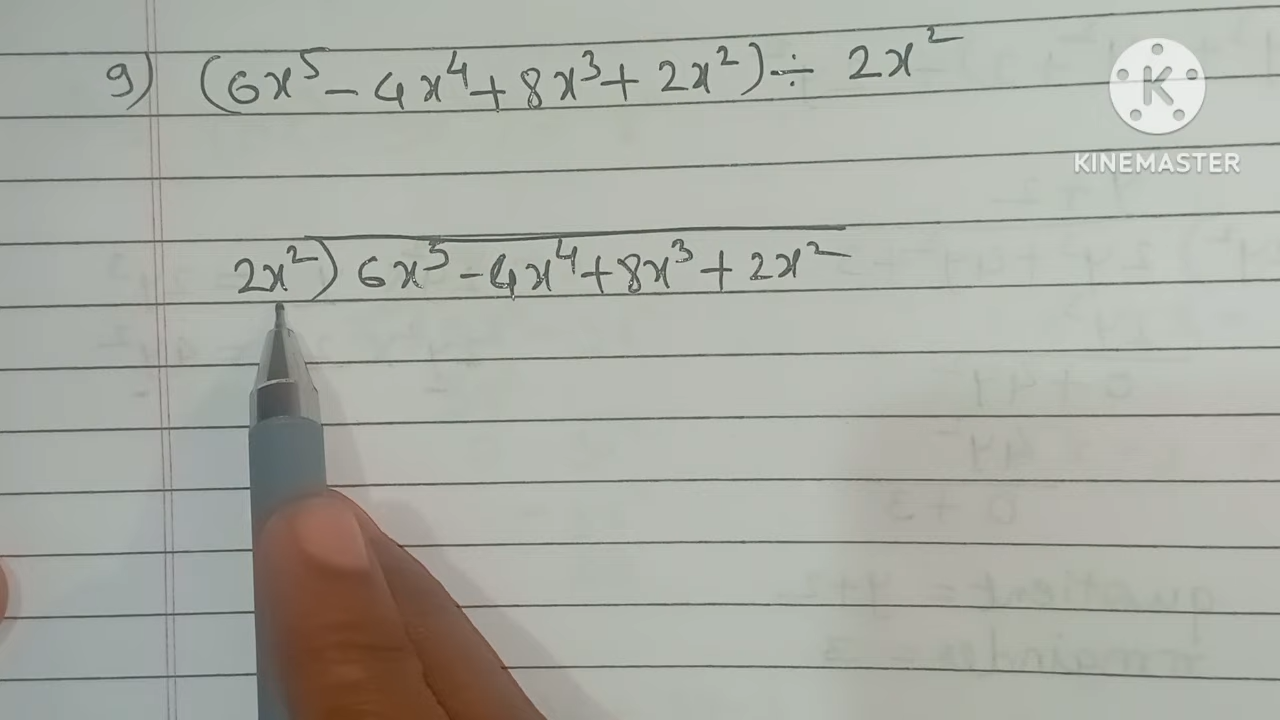 9) (6x⁵ - 4x⁴ + 8x³ + 2x²) ÷ 2x²
K
KINEMASTER
2x²) 6x⁵ - 4x⁴ + 8x³ + 2x²